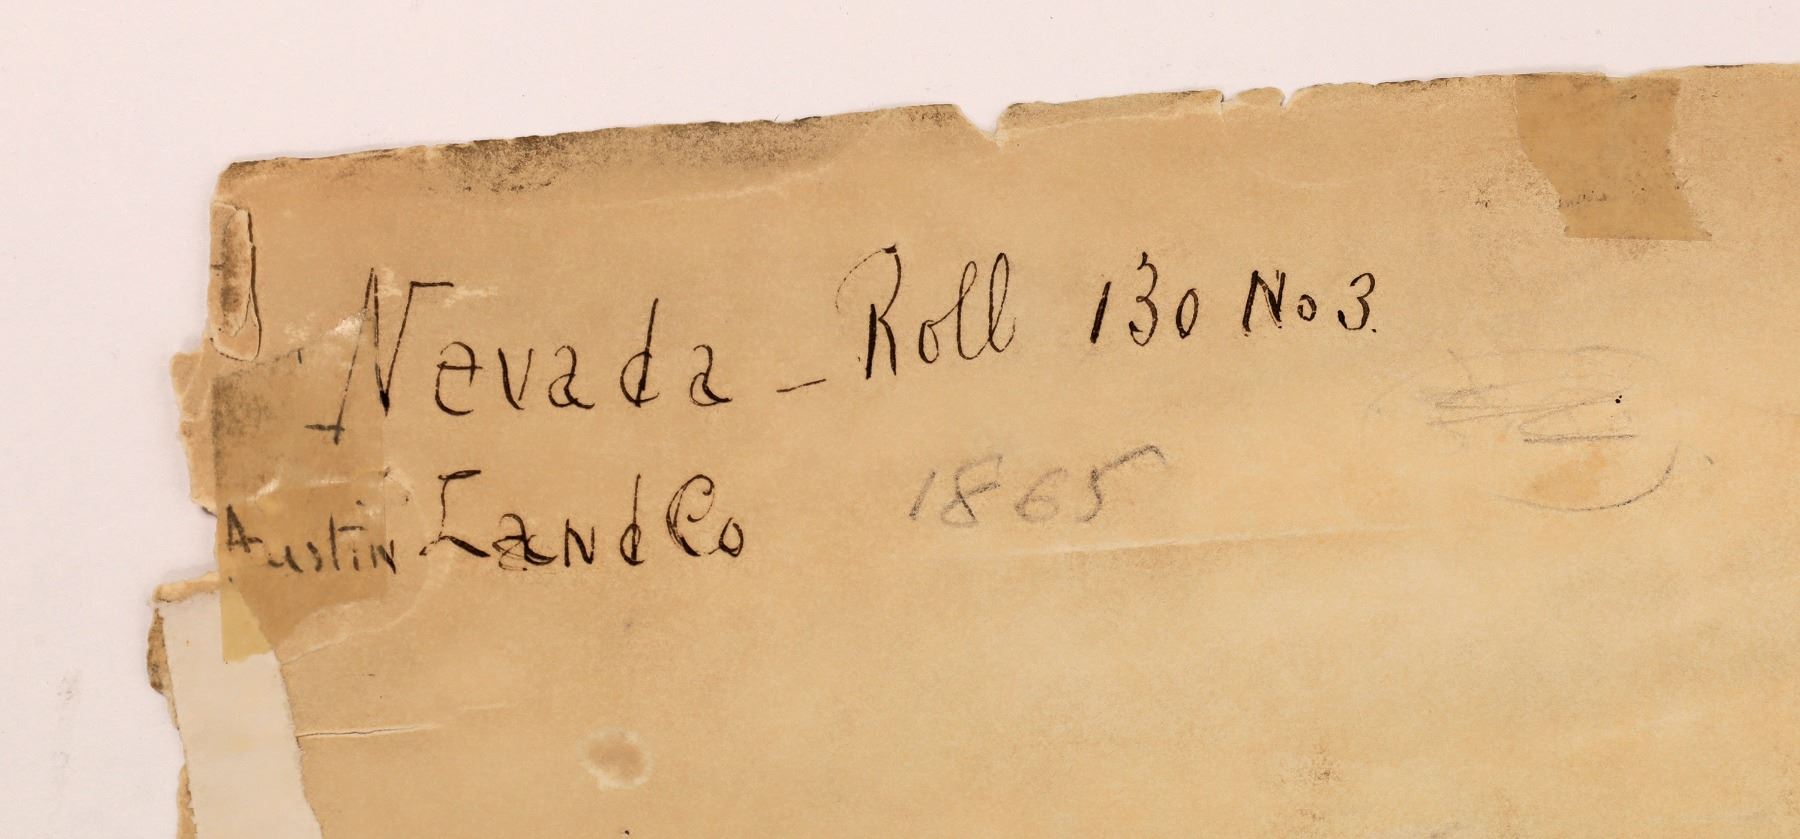 Nevada - Roll 130 No 3.
Austin Land Co 1865